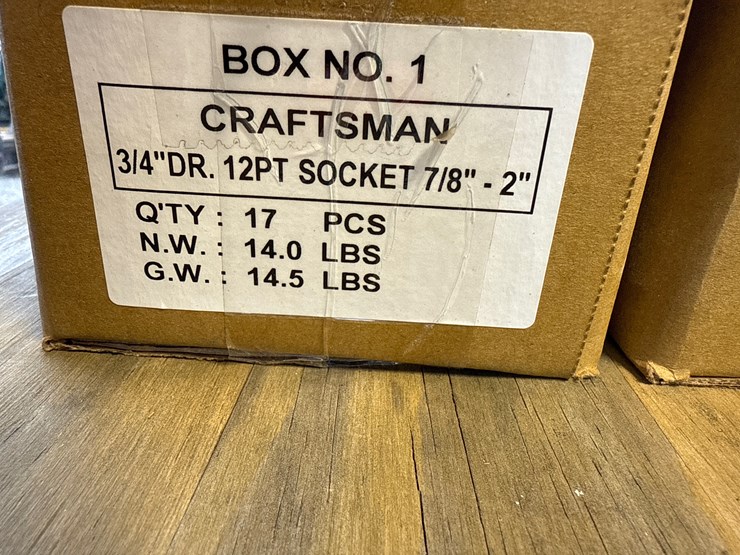 BOX NO. 1
CRAFTSMAN
3/4"DR. 12PT SOCKET 7/8" - 2"
Q'TY : 17 PCS
N.W. : 14.0 LBS
G.W. : 14.5 LBS